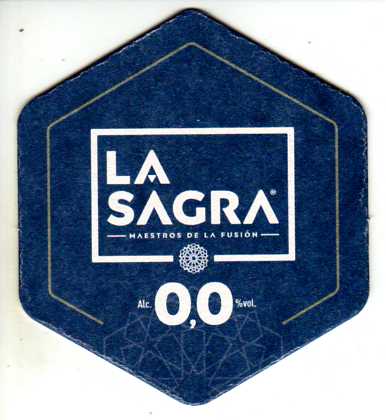 LA
SAGRA®
MAESTROS DE LA FUSIÓN
Alc. 0,0 %vol.